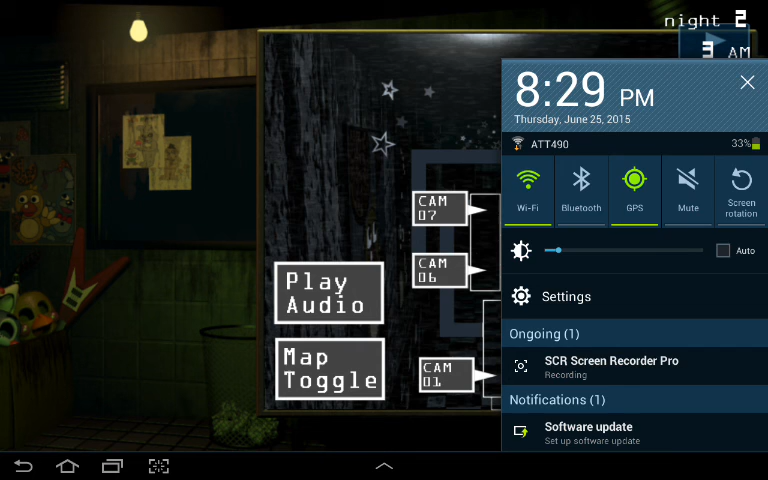 night 2
3 AM
8:29 PM
Thursday, June 25, 2015
ATT490
33%
Wi-Fi
Bluetooth
GPS
Mute
Screen
rotation
Auto
Settings
Ongoing (1)
SCR Screen Recorder Pro
Recording
Notifications (1)
Software update
Set up software update
CAM
07
CAM
06
Play
Audio
Map
Toggle
CAM
01